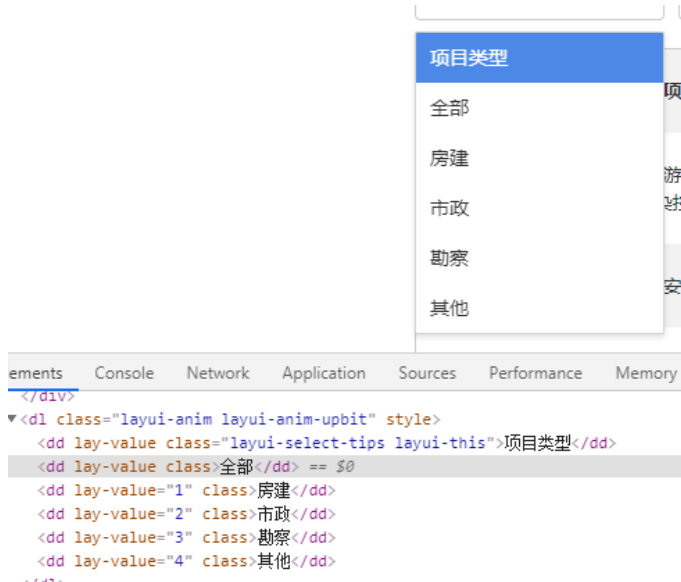 项目类型
全部
房建
市政
勘察
其他
ements Console Network Application Sources Performance Memory
</div>
▼<dl class="layui-anim layui-anim-upbit" style>
<dd lay-value class="layui-select-tips layui-this">项目类型</dd>
<dd lay-value class>全部</dd> == $0
<dd lay-value="1" class>房建</dd>
<dd lay-value="2" class>市政</dd>
<dd lay-value="3" class>勘察</dd>
<dd lay-value="4" class>其他</dd>